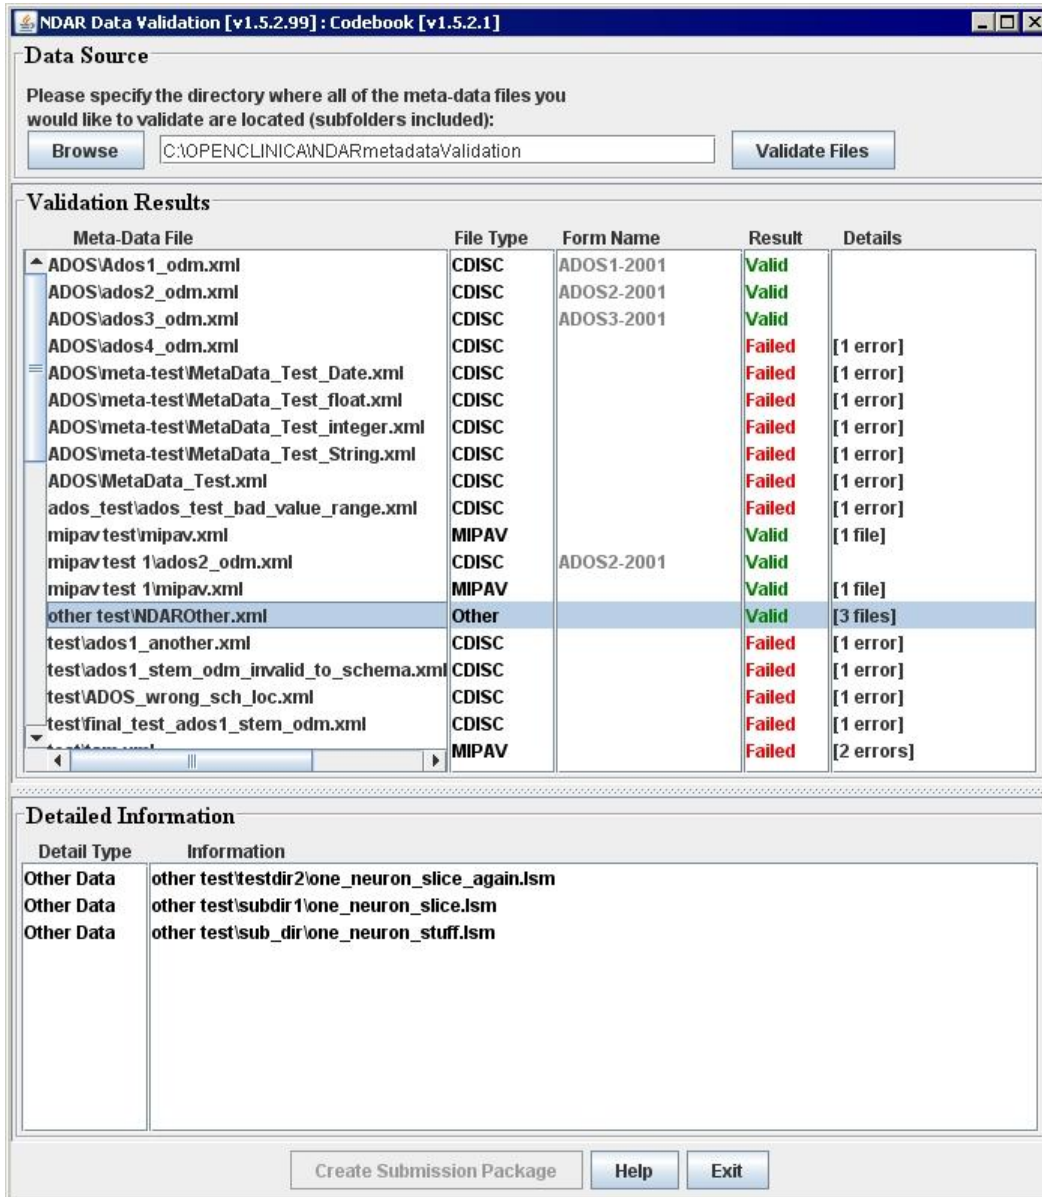 NDAR Data Validation [v1.5.2.99] : Codebook [v1.5.2.1]
Data Source
Please specify the directory where all of the meta-data files you
would like to validate are located (subfolders included):
Browse C:\OPENCLINICA\NDARmetadataValidation Validate Files
Validation Results
Meta-Data File File Type Form Name Result Details
ADOS\Ados1_odm.xml CDISC ADOS1-2001 Valid
ADOS\ados2_odm.xml CDISC ADOS2-2001 Valid
ADOS\ados3_odm.xml CDISC ADOS3-2001 Valid
ADOS\ados4_odm.xml CDISC Failed [1 error]
ADOS\meta-test\MetaData_Test_Date.xml CDISC Failed [1 error]
ADOS\meta-test\MetaData_Test_float.xml CDISC Failed [1 error]
ADOS\meta-test\MetaData_Test_integer.xml CDISC Failed [1 error]
ADOS\meta-test\MetaData_Test_String.xml CDISC Failed [1 error]
ADOS\MetaData_Test.xml CDISC Failed [1 error]
ados_test\ados_test_bad_value_range.xml CDISC Failed [1 error]
mipav test\mipav.xml MIPAV Valid [1 file]
mipav test 1\ados2_odm.xml CDISC ADOS2-2001 Valid
mipav test 1\mipav.xml MIPAV Valid [1 file]
other test\NDAROther.xml Other Valid [3 files]
test\ados1_another.xml CDISC Failed [1 error]
test\ados1_stem_odm_invalid_to_schema.xml CDISC Failed [1 error]
test\ADOS_wrong_sch_loc.xml CDISC Failed [1 error]
test\final_test_ados1_stem_odm.xml CDISC Failed [1 error]
MIPAV Failed [2 errors]
Detailed Information
Detail Type Information
Other Data other test\testdir2\one_neuron_slice_again.lsm
Other Data other test\subdir1\one_neuron_slice.lsm
Other Data other test\sub_dir\one_neuron_stuff.lsm
Create Submission Package Help Exit